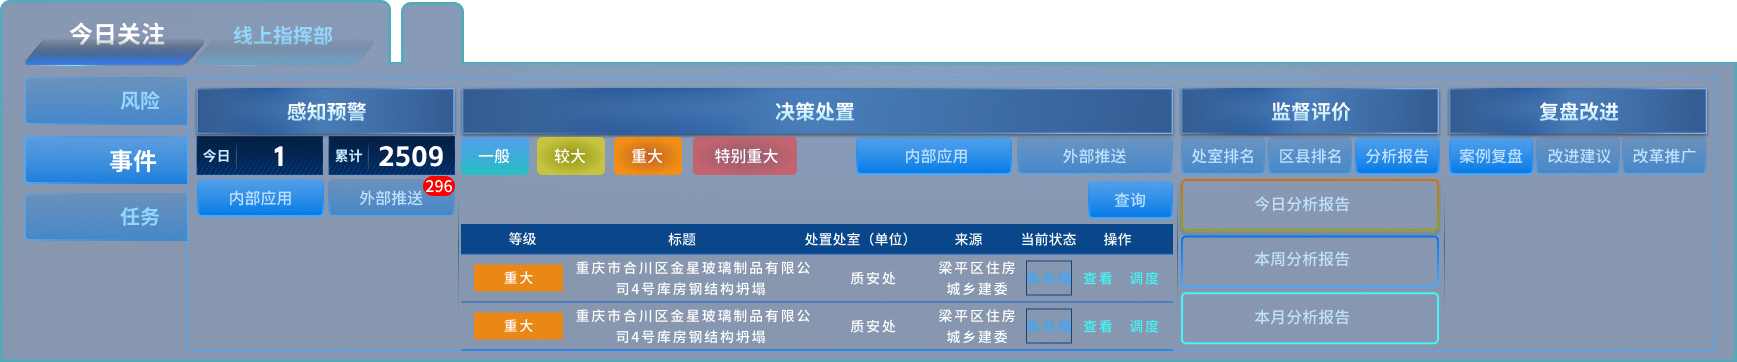 今日关注
线上指挥部
风险
事件
任务
感知预警
今日 1
累计 2509
内部应用
外部推送
296
决策处置
一般
较大
重大
特别重大
内部应用
外部推送
查询
等级 标题 处置处室（单位） 来源 当前状态 操作
重大 重庆市合川区金星玻璃制品有限公司4号库房钢结构坍塌 质安处 梁平区住房城乡建委 查看 调度
重大 重庆市合川区金星玻璃制品有限公司4号库房钢结构坍塌 质安处 梁平区住房城乡建委 查看 调度
监督评价
处室排名
区县排名
分析报告
今日分析报告
本周分析报告
本月分析报告
复盘改进
案例复盘
改进建议
改革推广